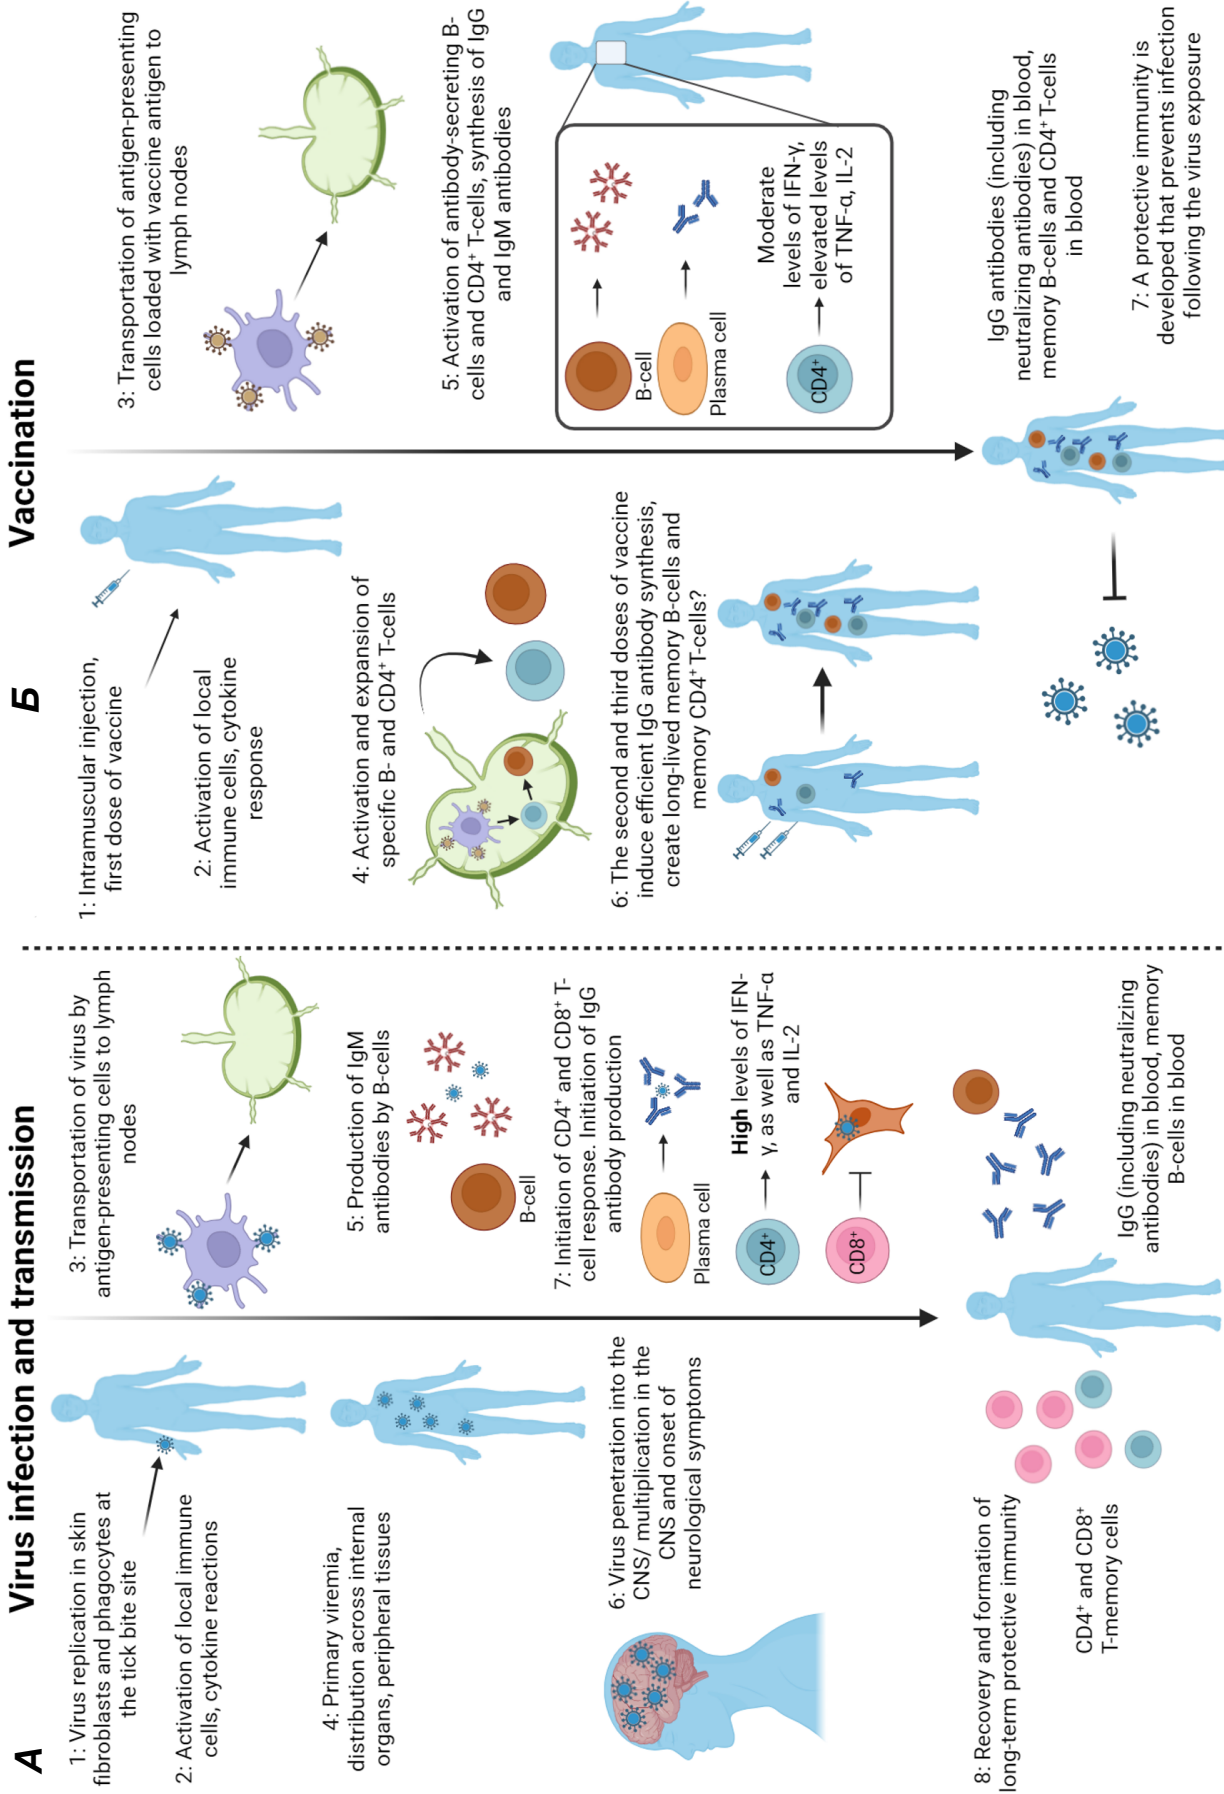 A
Virus infection and transmission
1: Virus replication in skin
fibroblasts and phagocytes at
the tick bite site
2: Activation of local immune
cells, cytokine reactions
3: Transportation of virus by
antigen-presenting cells to lymph
nodes
4: Primary viremia,
distribution across internal
organs, peripheral tissues
5: Production of IgM
antibodies by B-cells
B-cell
6: Virus penetration into the
CNS/ multiplication in the
CNS and onset of
neurological symptoms
7: Initiation of CD4⁺ and CD8⁺ T-
cell response. Initiation of IgG
antibody production
Plasma cell
CD4⁺
High levels of IFN-
γ, as well as TNF-α
and IL-2
CD8⁺
8: Recovery and formation of
long-term protective immunity
CD4⁺ and CD8⁺
T-memory cells
IgG (including neutralizing
antibodies) in blood, memory
B-cells in blood
Б
Vaccination
1: Intramuscular injection,
first dose of vaccine
2: Activation of local
immune cells, cytokine
response
3: Transportation of antigen-presenting
cells loaded with vaccine antigen to
lymph nodes
4: Activation and expansion of
specific B- and CD4⁺ T-cells
5: Activation of antibody-secreting B-
cells and CD4⁺ T-cells, synthesis of IgG
and IgM antibodies
B-cell
Plasma cell
CD4⁺
Moderate
levels of IFN-γ,
elevated levels
of TNF-α, IL-2
6: The second and third doses of vaccine
induce efficient IgG antibody synthesis,
create long-lived memory B-cells and
memory CD4⁺T-cells?
IgG antibodies (including
neutralizing antibodies) in blood,
memory B-cells and CD4⁺T-cells
in blood
7: A protective immunity is
developed that prevents infection
following the virus exposure